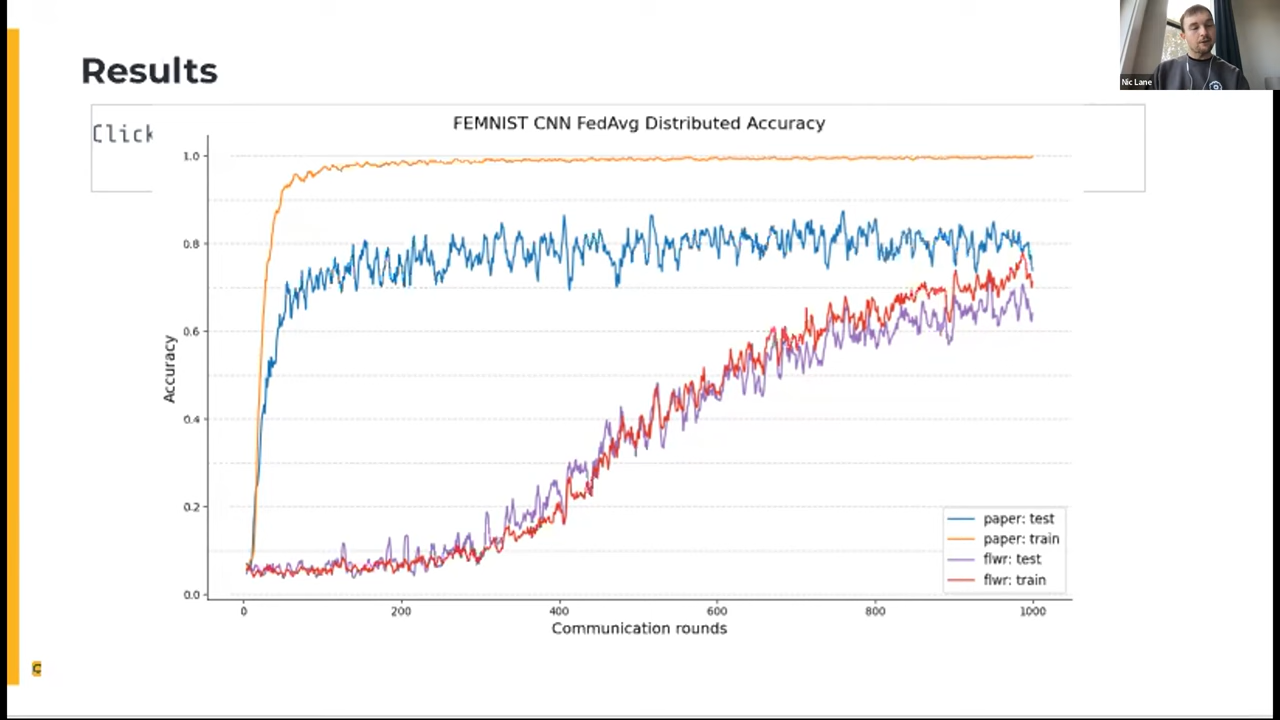 Results
Nic Lane
Click
FEMNIST CNN FedAvg Distributed Accuracy
1.0
0.8
0.6
0.4
0.2
0.0
Accuracy
0
200
400
600
800
1000
Communication rounds
paper: test
paper: train
flwr: test
flwr: train
C